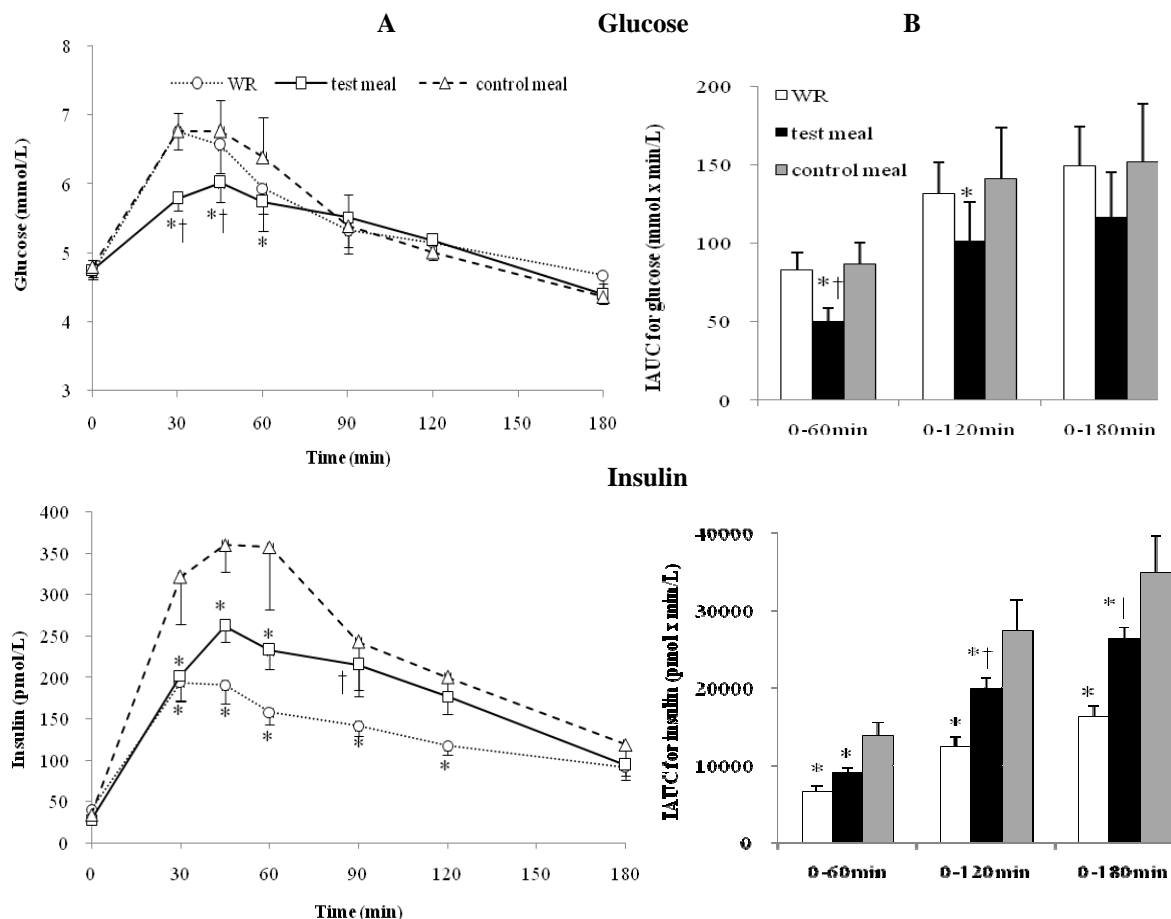 A Glucose B
8
7
6
5
4
3
Glucose (mmol/L)
WR test meal control meal
*†
*†
*
0 30 60 90 120 150 180
Time (min)
200
150
100
50
0
IAUC for glucose (mmol x min/L)
WR
test meal
control meal
*†
*
0-60min 0-120min 0-180min
Insulin
400
350
300
250
200
150
100
50
0
Insulin (pmol/L)
*
*
*
†
*
*
*
*
*
0 30 60 90 120 150 180
Time (min)
40000
30000
20000
10000
0
IAUC for insulin (pmol x min/L)
*
*
*
*†
*
*†
0-60min 0-120min 0-180min